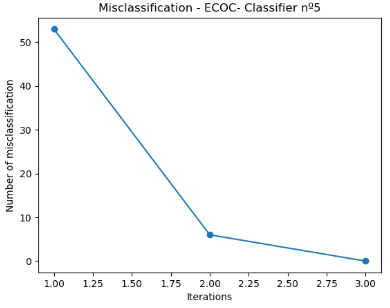 Misclassification - ECOC- Classifier nº5
Number of misclassification
50
40
30
20
10
0
1.00 1.25 1.50 1.75 2.00 2.25 2.50 2.75 3.00
Iterations